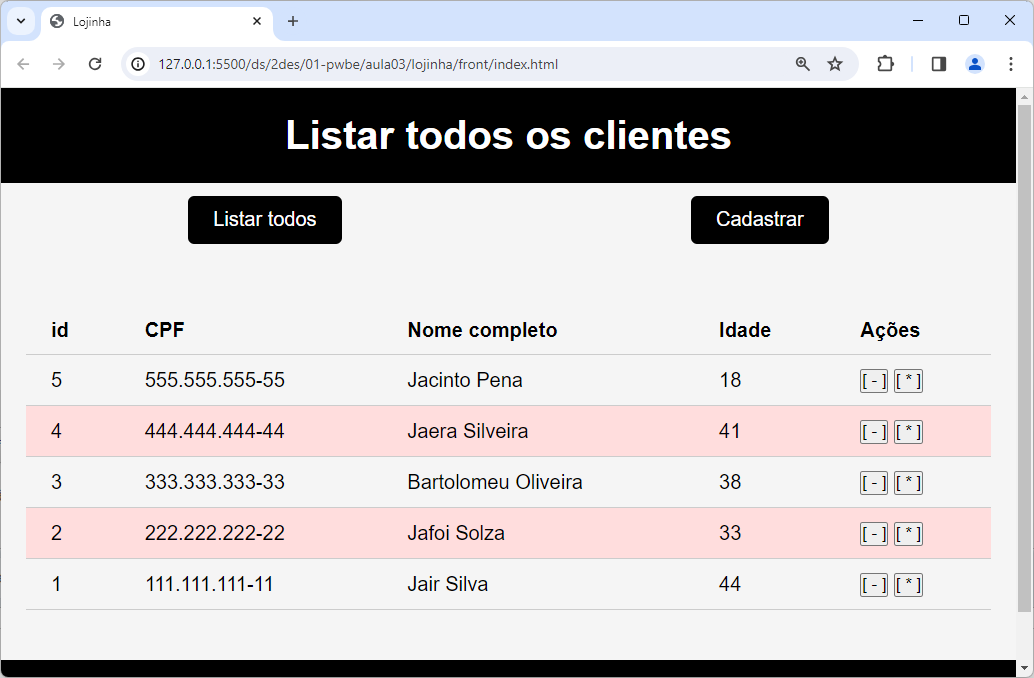 Lojinha
127.0.0.1:5500/ds/2des/01-pwbe/aula03/lojinha/front/index.html
Listar todos os clientes
Listar todos Cadastrar
id CPF Nome completo Idade Ações
5 555.555.555-55 Jacinto Pena 18 [ - ] [ * ]
4 444.444.444-44 Jaera Silveira 41 [ - ] [ * ]
3 333.333.333-33 Bartolomeu Oliveira 38 [ - ] [ * ]
2 222.222.222-22 Jafoi Solza 33 [ - ] [ * ]
1 111.111.111-11 Jair Silva 44 [ - ] [ * ]